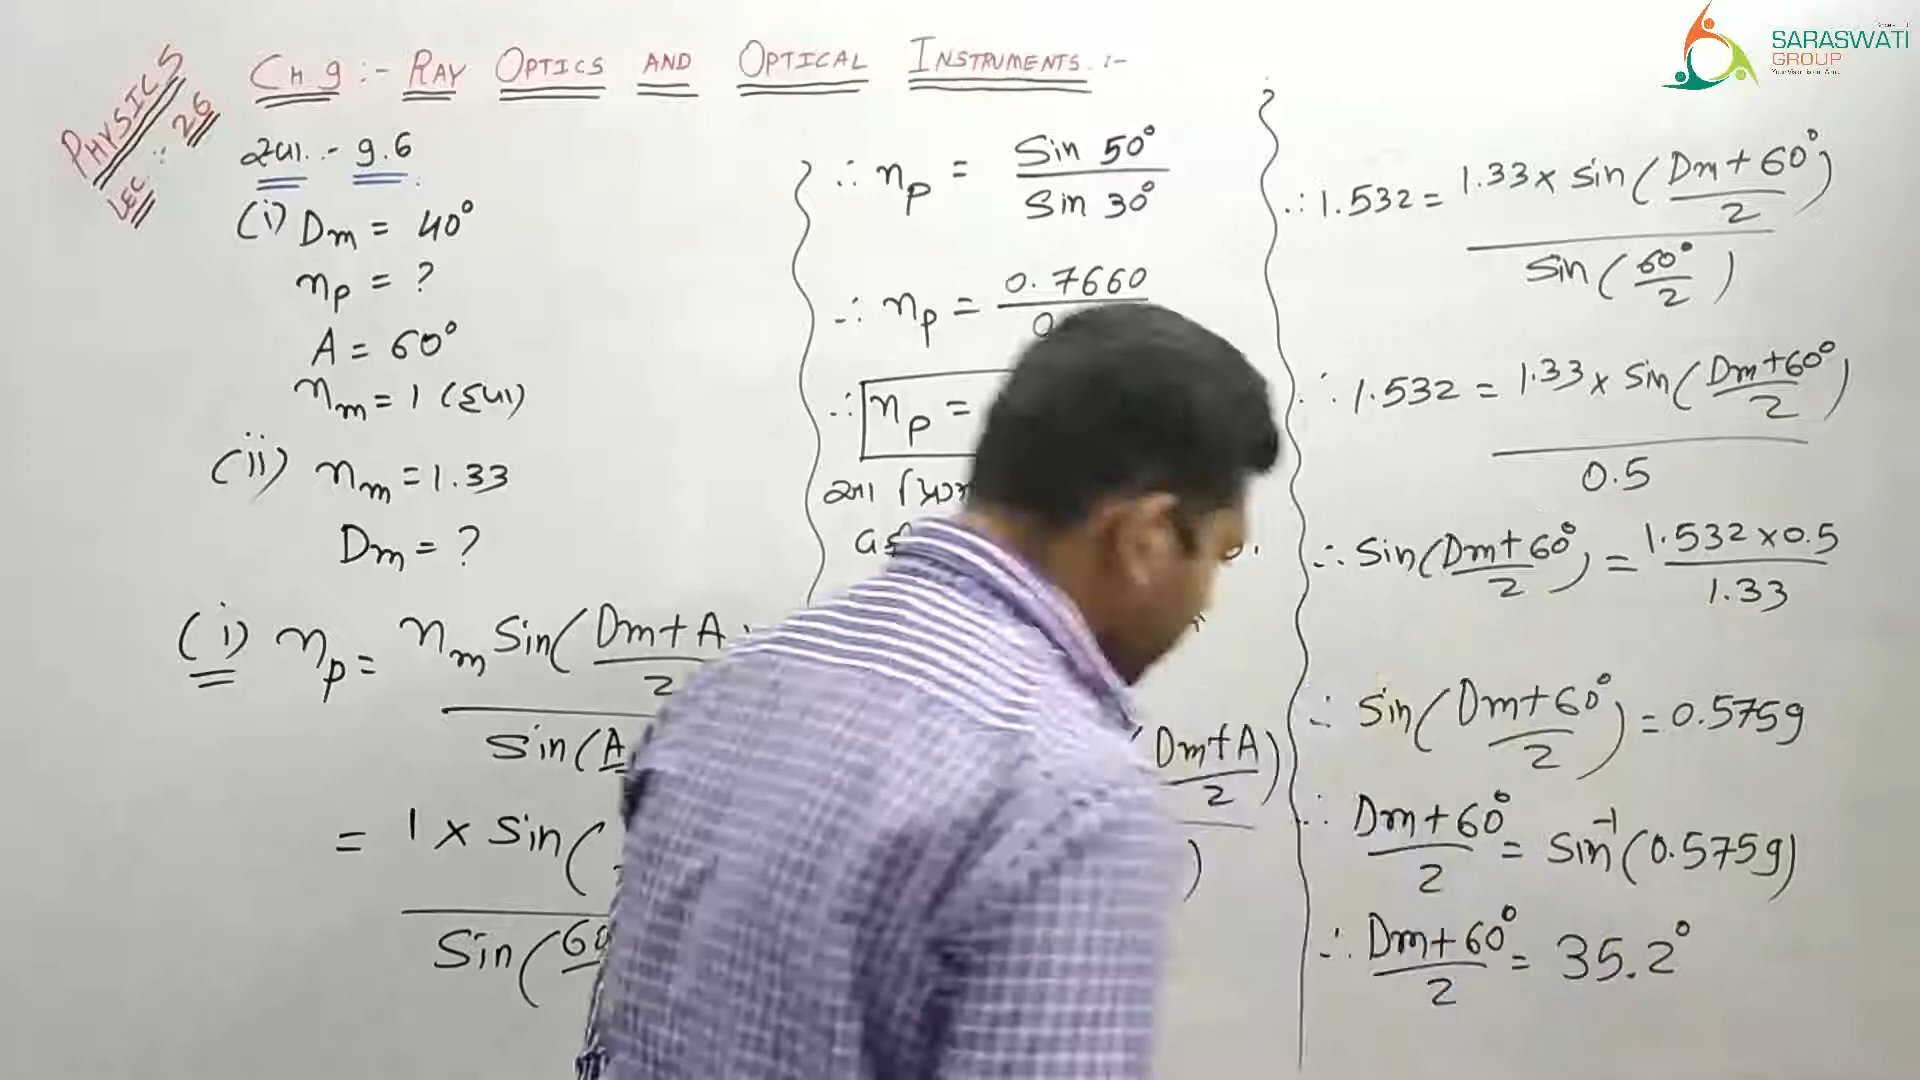 PHYSICS
LEC :- 26
CH 9 :- RAY OPTICS AND OPTICAL INSTRUMENTS :-
SARASWATI
GROUP
સ્વા. :- 9.6
(i) Dm = 40°
np = ?
A = 60°
nm = 1 (હવા)
(ii) nm = 1.33
Dm = ?
(i) np = nm Sin(Dm+A
2
Sin(A
= 1 × Sin(
Sin(60
∴ np = Sin 50°
Sin 30°
∴ np = 0.7660
0
∴ np =
આ
Dm+A)
2
)
∴ 1.532 = 1.33 × sin(Dm+60°)
2
Sin(60°)
2
∴ 1.532 = 1.33 × sin(Dm+60°)
2
0.5
∴ Sin(Dm+60°) = 1.532 × 0.5
2 1.33
∴ Sin(Dm+60°) = 0.5759
2
∴ Dm+60° = Sin⁻¹(0.5759)
2
∴ Dm+60° = 35.2°
2